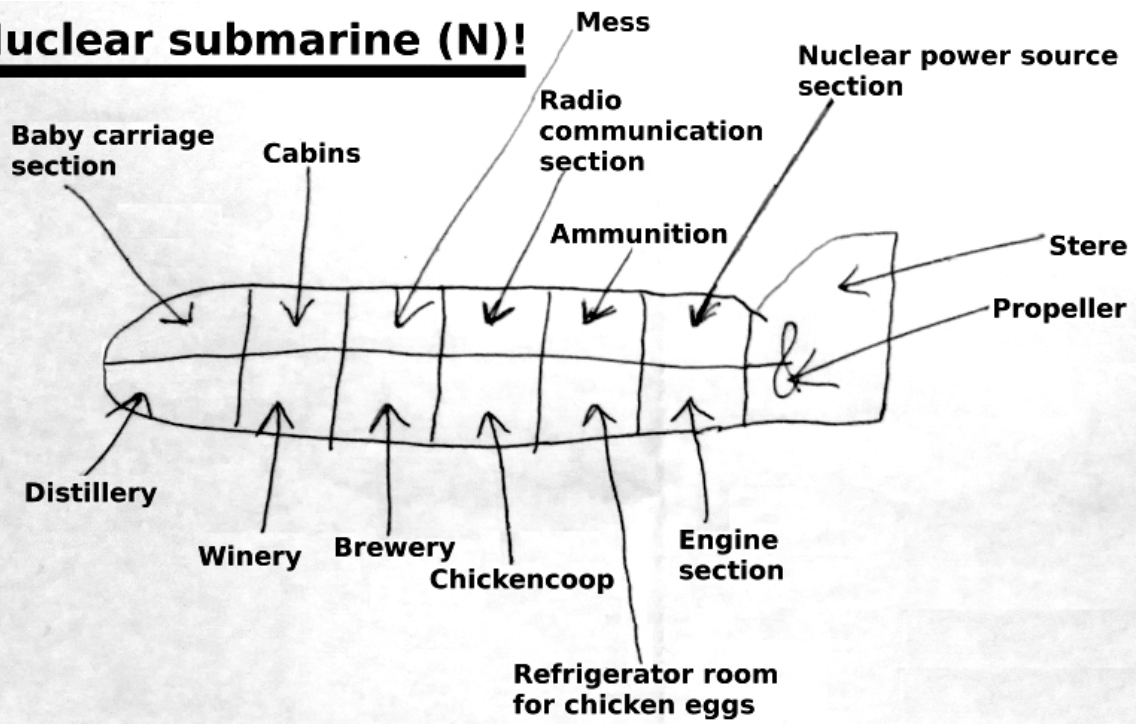 uclear submarine (N)!
Mess
Nuclear power source
section
Radio
communication
section
Baby carriage
section
Cabins
Ammunition
Stere
Propeller
Distillery
Winery
Brewery
Chickencoop
Engine
section
Refrigerator room
for chicken eggs